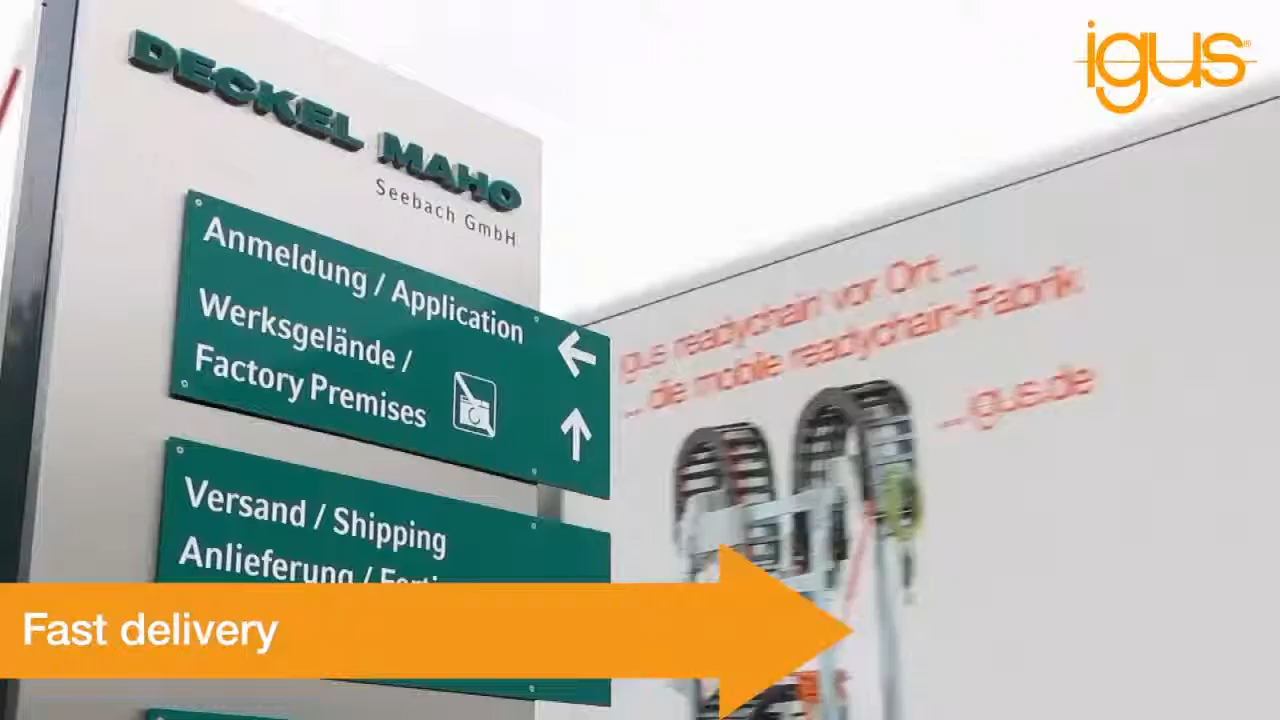 igus®
DECKEL MAHO
Seebach GmbH
Anmeldung / Application
Werksgelände /
Factory Premises
Versand / Shipping
Anlieferung /
igus readychain vor Ort ...
... die mobile readychain-Fabrik
... igus.de
Fast delivery